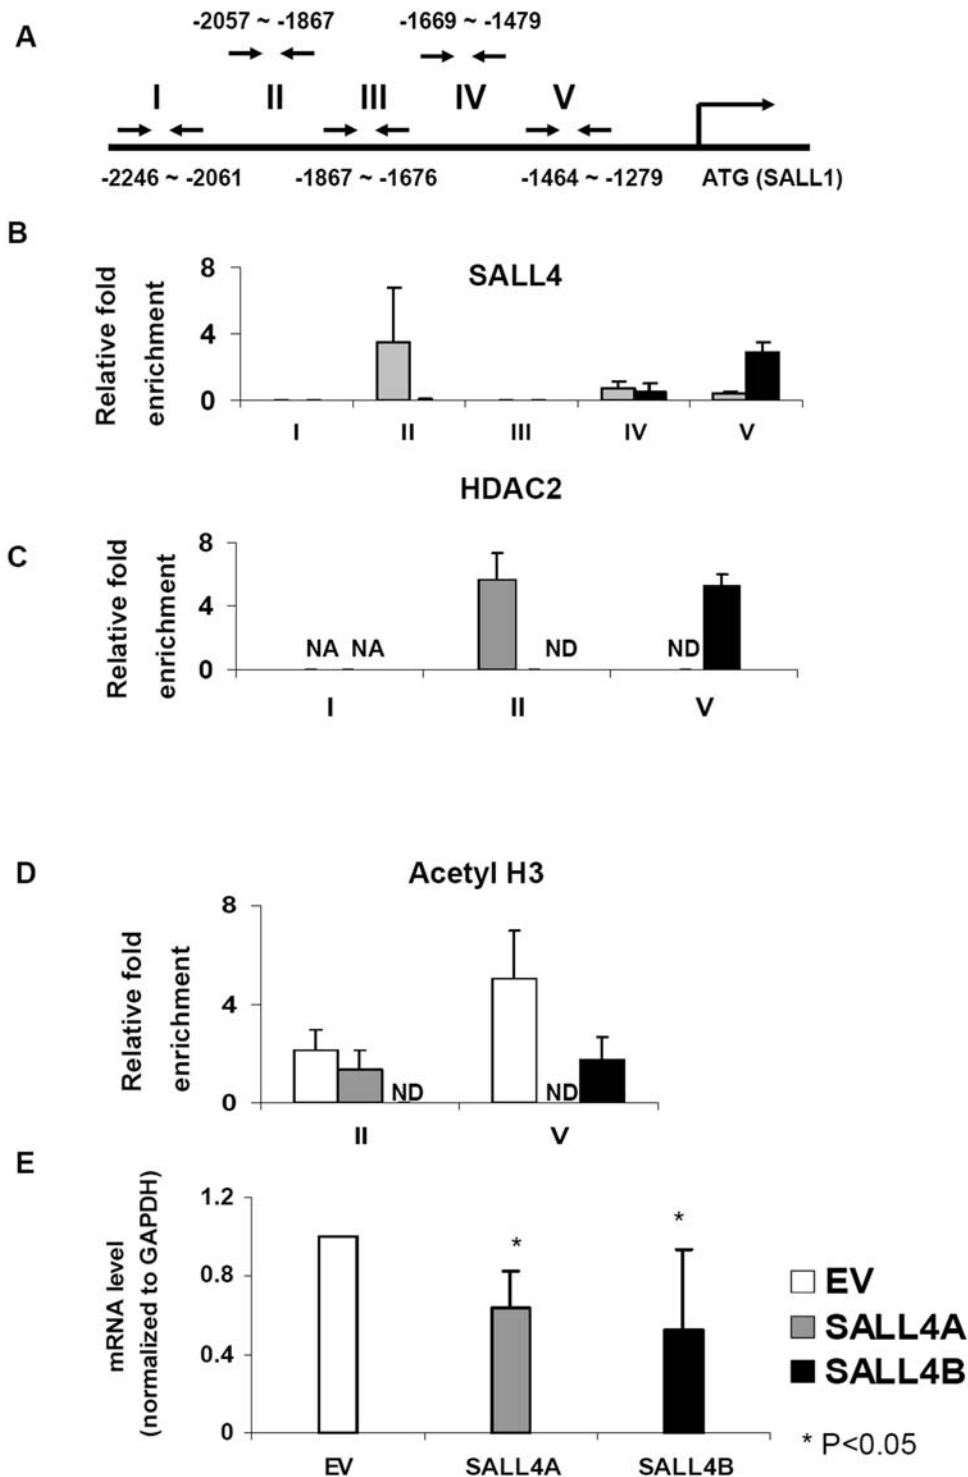 A
-2057 ~ -1867
-1669 ~ -1479
I
II
III
IV
V
-2246 ~ -2061
-1867 ~ -1676
-1464 ~ -1279
ATG (SALL1)
B
SALL4
Relative fold
enrichment
8
4
0
I
II
III
IV
V
HDAC2
C
Relative fold
enrichment
8
4
0
NA
NA
ND
ND
I
II
V
D
Acetyl H3
Relative fold
enrichment
8
4
0
ND
ND
II
V
E
mRNA level
(normalized to GAPDH)
1.2
0.8
0.4
0
*
*
EV
SALL4A
SALL4B
EV
SALL4A
SALL4B
* P<0.05